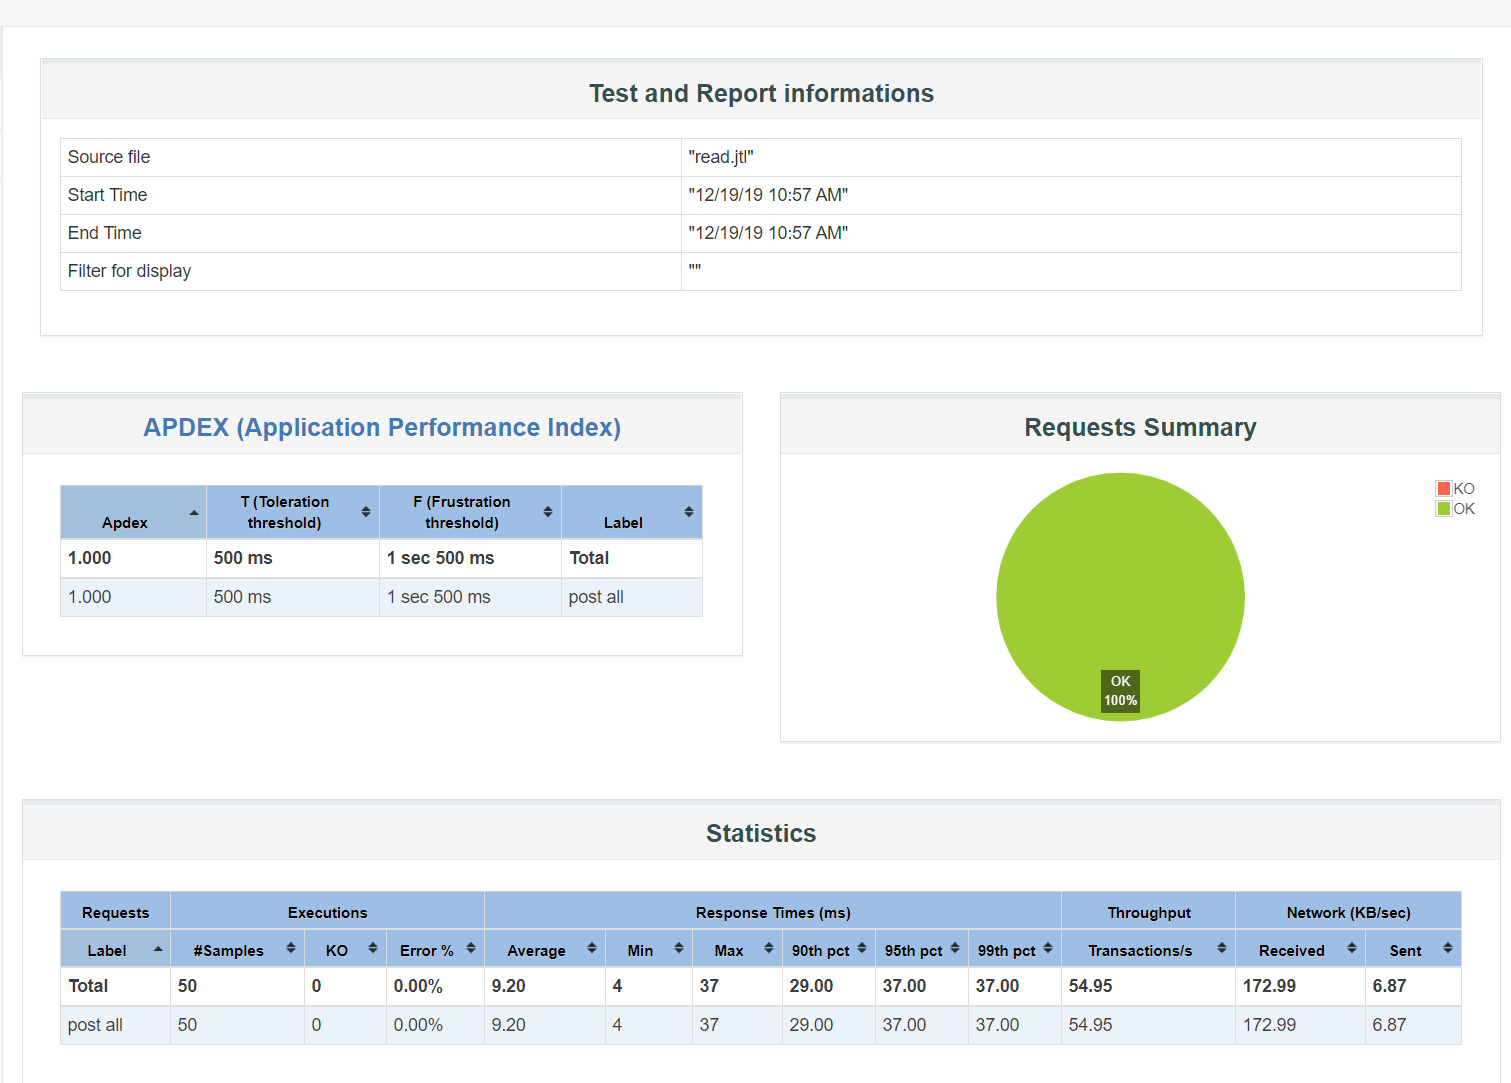 Test and Report informations
Source file "read.jtl"
Start Time "12/19/19 10:57 AM"
End Time "12/19/19 10:57 AM"
Filter for display ""
APDEX (Application Performance Index)
Apdex T (Toleration threshold) F (Frustration threshold) Label
1.000 500 ms 1 sec 500 ms Total
1.000 500 ms 1 sec 500 ms post all
Requests Summary
KO
OK
OK
100%
Statistics
Requests Executions Response Times (ms) Throughput Network (KB/sec)
Label #Samples KO Error % Average Min Max 90th pct 95th pct 99th pct Transactions/s Received Sent
Total 50 0 0.00% 9.20 4 37 29.00 37.00 37.00 54.95 172.99 6.87
post all 50 0 0.00% 9.20 4 37 29.00 37.00 37.00 54.95 172.99 6.87